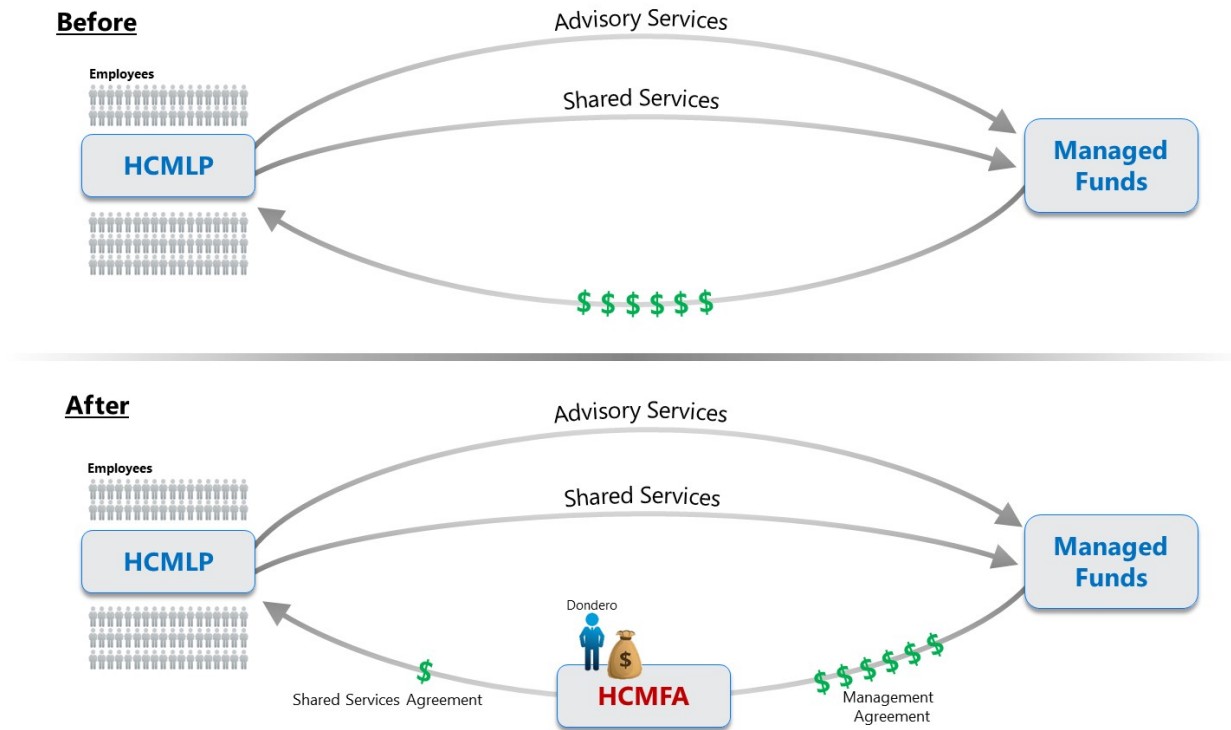 Before
Advisory Services
Employees
Shared Services
HCMLP
Managed
Funds
$ $ $ $ $ $
After
Advisory Services
Employees
Shared Services
HCMLP
Managed
Funds
Dondero
$
$
$ $ $ $ $ $
Shared Services Agreement
HCMFA
Management
Agreement